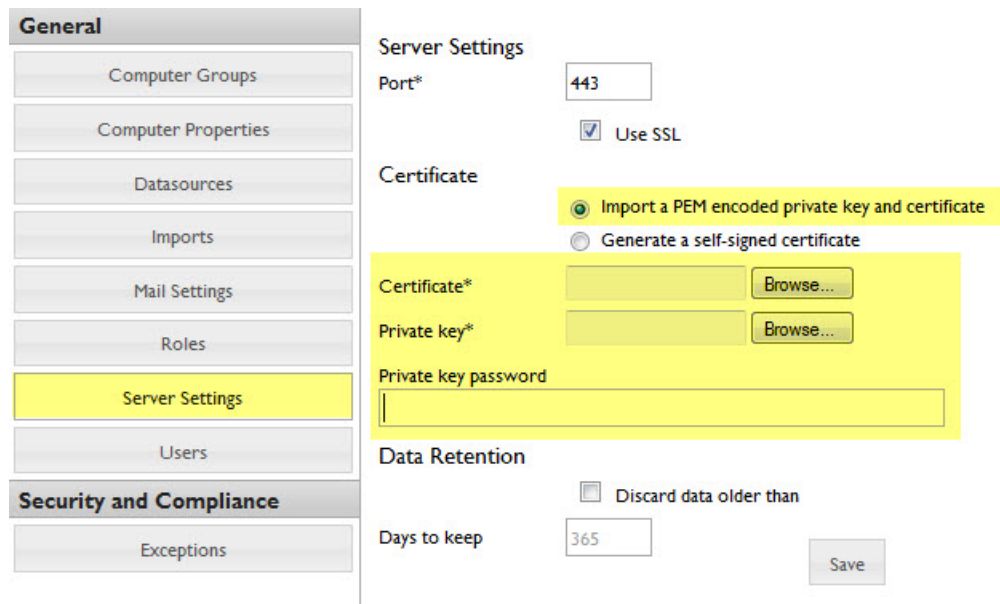 General
Computer Groups
Computer Properties
Datasources
Imports
Mail Settings
Roles
Server Settings
Users
Security and Compliance
Exceptions
Server Settings
Port*
443
Use SSL
Certificate
Import a PEM encoded private key and certificate
Generate a self-signed certificate
Certificate*
Browse...
Private key*
Browse...
Private key password
Data Retention
Discard data older than
Days to keep
365
Save